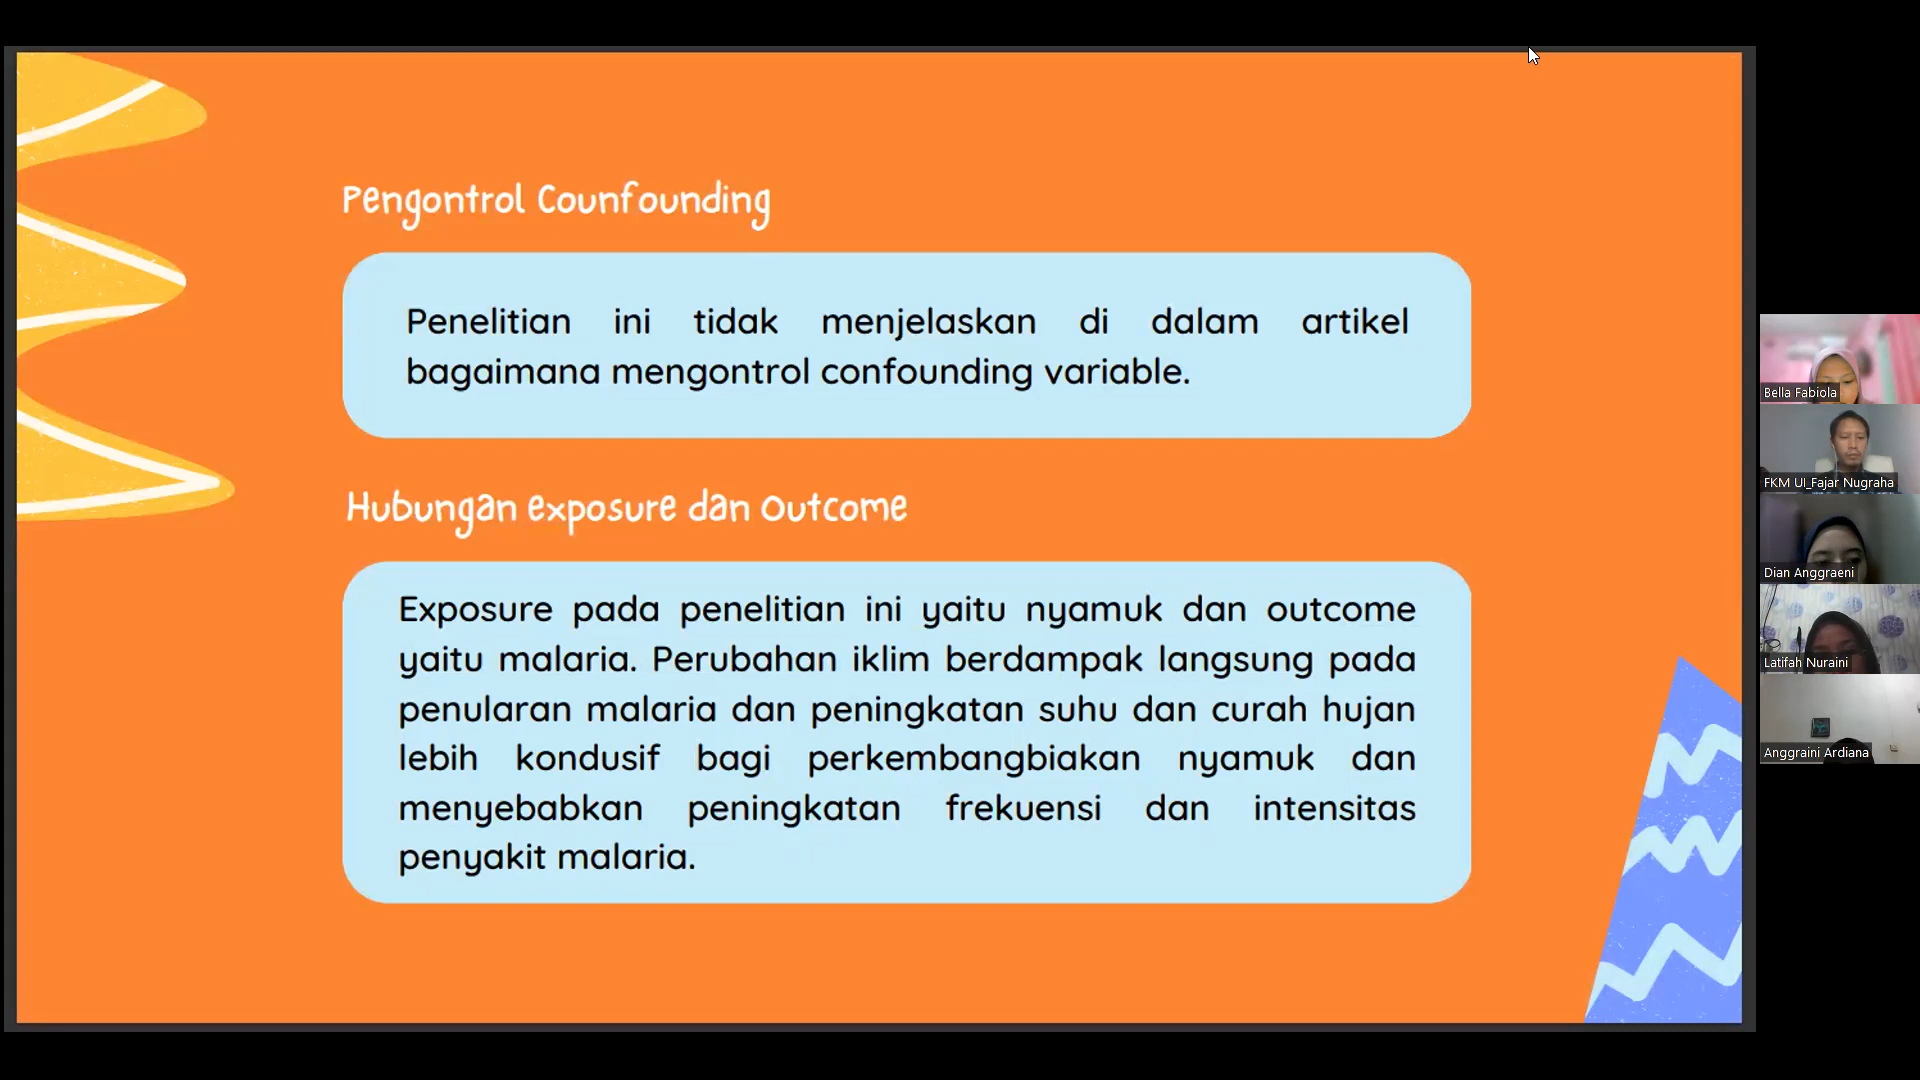 Pengontrol Counfounding
Penelitian ini tidak menjelaskan di dalam artikel
bagaimana mengontrol confounding variable.
Hubungan exposure dan Outcome
Exposure pada penelitian ini yaitu nyamuk dan outcome
yaitu malaria. Perubahan iklim berdampak langsung pada
penularan malaria dan peningkatan suhu dan curah hujan
lebih kondusif bagi perkembangbiakan nyamuk dan
menyebabkan peningkatan frekuensi dan intensitas
penyakit malaria.
Bella Fabiola
FKM UI_Fajar Nugraha
Dian Anggraeni
Latifah Nuraini
Anggraini Ardiana